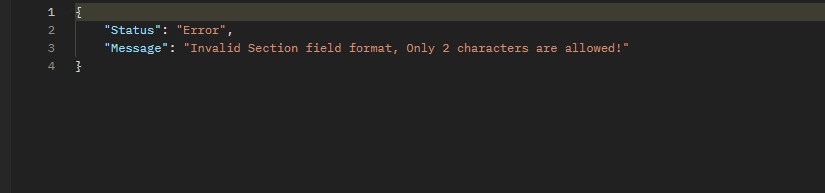 1 {
2 "Status": "Error",
3 "Message": "Invalid Section field format, Only 2 characters are allowed!"
4 }